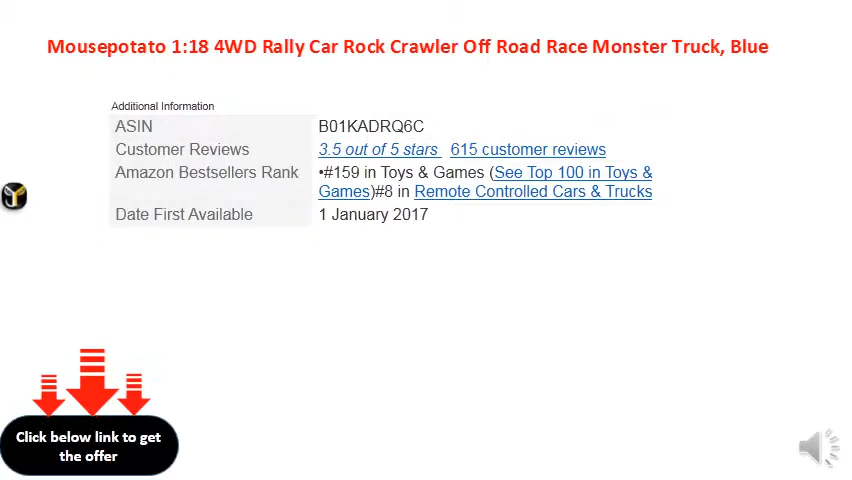 Mousepotato 1:18 4WD Rally Car Rock Crawler Off Road Race Monster Truck, Blue
Additional Information
ASIN B01KADRQ6C
Customer Reviews 3.5 out of 5 stars 615 customer reviews
Amazon Bestsellers Rank •#159 in Toys & Games (See Top 100 in Toys &
Games)#8 in Remote Controlled Cars & Trucks
Date First Available 1 January 2017
Click below link to get
the offer